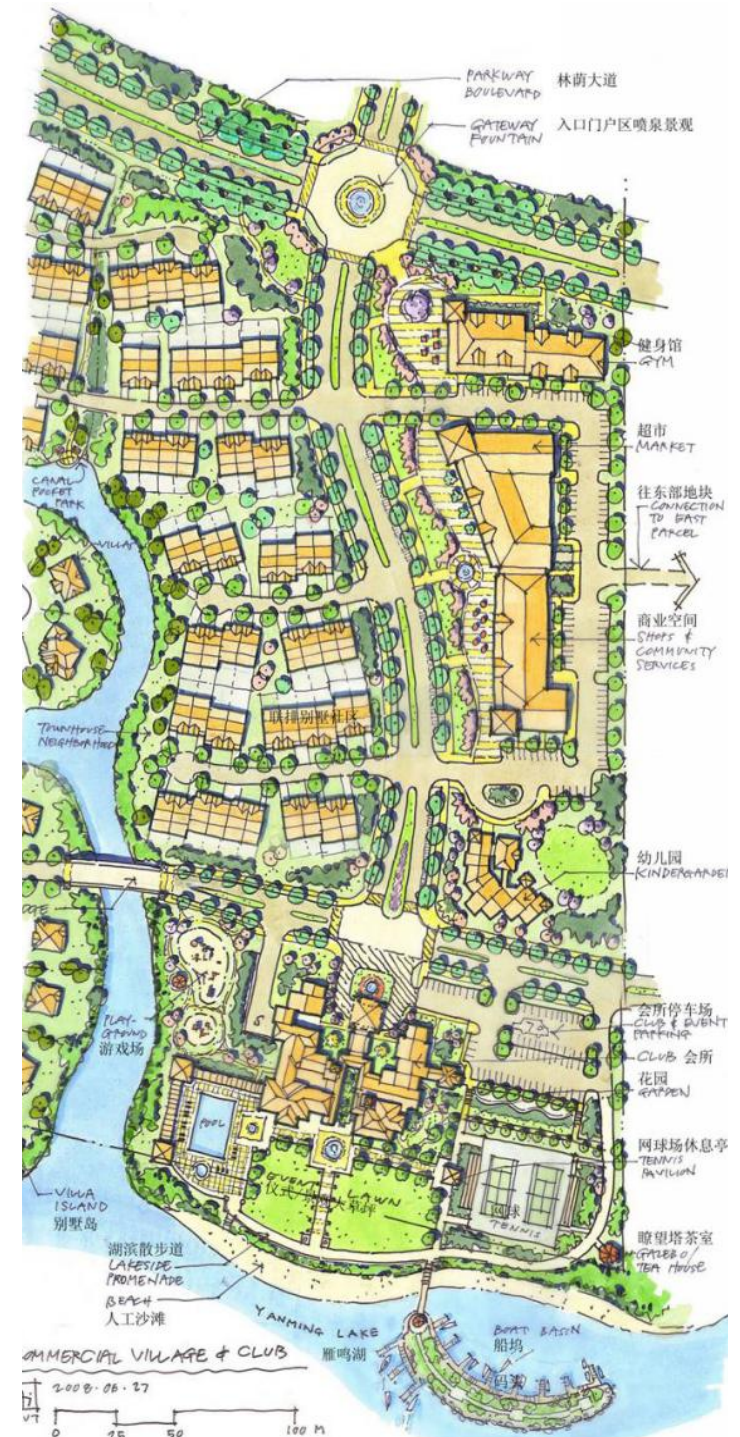 PARKWAY
BOULEVARD
林荫大道
GATEWAY
FOUNTAIN
入口门户区喷泉景观
健身馆
GYM
超市
MARKET
CANAL
POCKET
PARK
往东部地块
CONNECTION
TO EAST
PARCEL
VILLAS
商业空间
SHOPS &
COMMUNITY
SERVICES
联排别墅社区
TOWNHOUSE
NEIGHBORHOOD
幼儿园
KINDERGARDE
PLAY-
GROUND
游戏场
会所停车场
CLUB & EVENT
PARKING
CLUB 会所
花园
GARDEN
POOL
网球场休息亭
TENNIS
PAVILION
EVENT LAWN
网球
TENNIS
VILLA
ISLAND
别墅岛
瞭望塔茶室
GAZEBO/
TEA HOUSE
湖滨散步道
LAKESIDE
PROMENADE
BEACH
人工沙滩
YANMING LAKE
雁鸣湖
BOAT BASIN
船坞
码头
OMMERCIAL VILLAGE & CLUB
2008·06·27
0 25 50 100 M